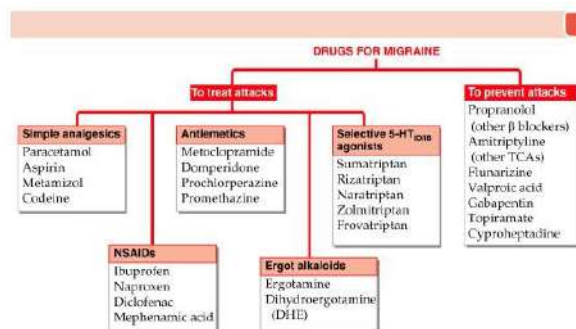 DRUGS FOR MIGRAINE
To treat attacks
To prevent attacks
Simple analgesics
Paracetamol
Aspirin
Metamizol
Codeine
Antiemetics
Metoclopramide
Domperidone
Prochlorperazine
Promethazine
Selective 5-HT1D/1B
agonists
Sumatriptan
Rizatriptan
Naratriptan
Zolmitriptan
Frovatriptan
Propranolol
(other β blockers)
Amitriptyline
(other TCAs)
Flunarizine
Valproic acid
Gabapentin
Topiramate
Cyproheptadine
NSAIDs
Ibuprofen
Naproxen
Diclofenac
Mephenamic acid
Ergot alkaloids
Ergotamine
Dihydroergotamine
(DHE)